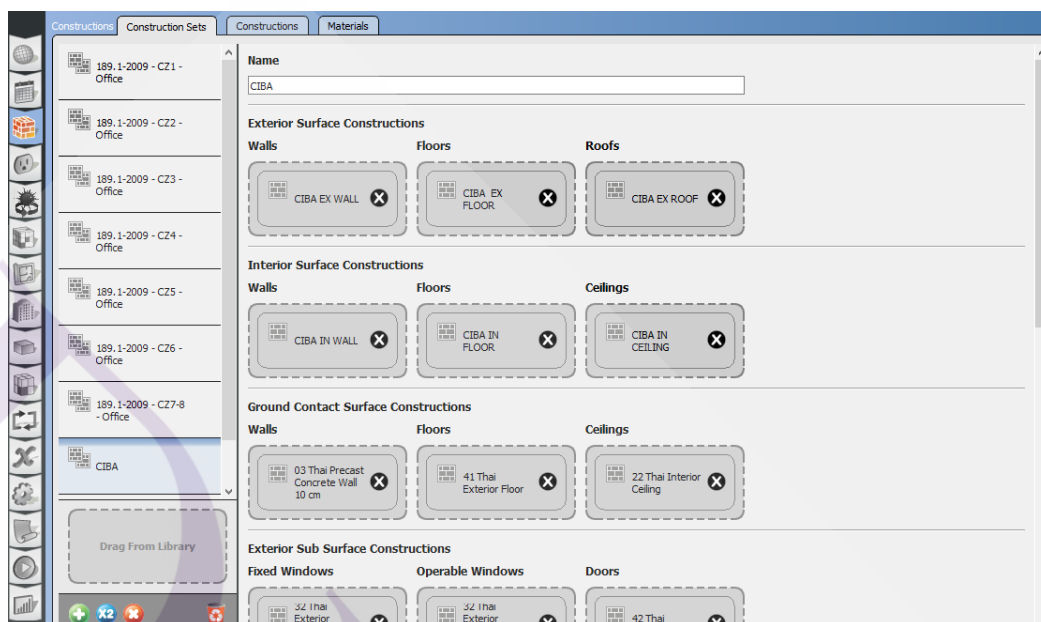 Constructions Construction Sets Constructions Materials
189.1-2009 - CZ1 -
Office
189.1-2009 - CZ2 -
Office
189.1-2009 - CZ3 -
Office
189.1-2009 - CZ4 -
Office
189.1-2009 - CZ5 -
Office
189.1-2009 - CZ6 -
Office
189.1-2009 - CZ7-8
- Office
CIBA
Drag From Library
x2
Name
CIBA
Exterior Surface Constructions
Walls Floors Roofs
CIBA EX WALL
CIBA EX
FLOOR
CIBA EX ROOF
Interior Surface Constructions
Walls Floors Ceilings
CIBA IN WALL
CIBA IN
FLOOR
CIBA IN
CEILING
Ground Contact Surface Constructions
Walls Floors Ceilings
03 Thai Precast
Concrete Wall
10 cm
41 Thai
Exterior Floor
22 Thai Interior
Ceiling
Exterior Sub Surface Constructions
Fixed Windows Operable Windows Doors
32 Thai
Exterior
32 Thai
Exterior
42 Thai